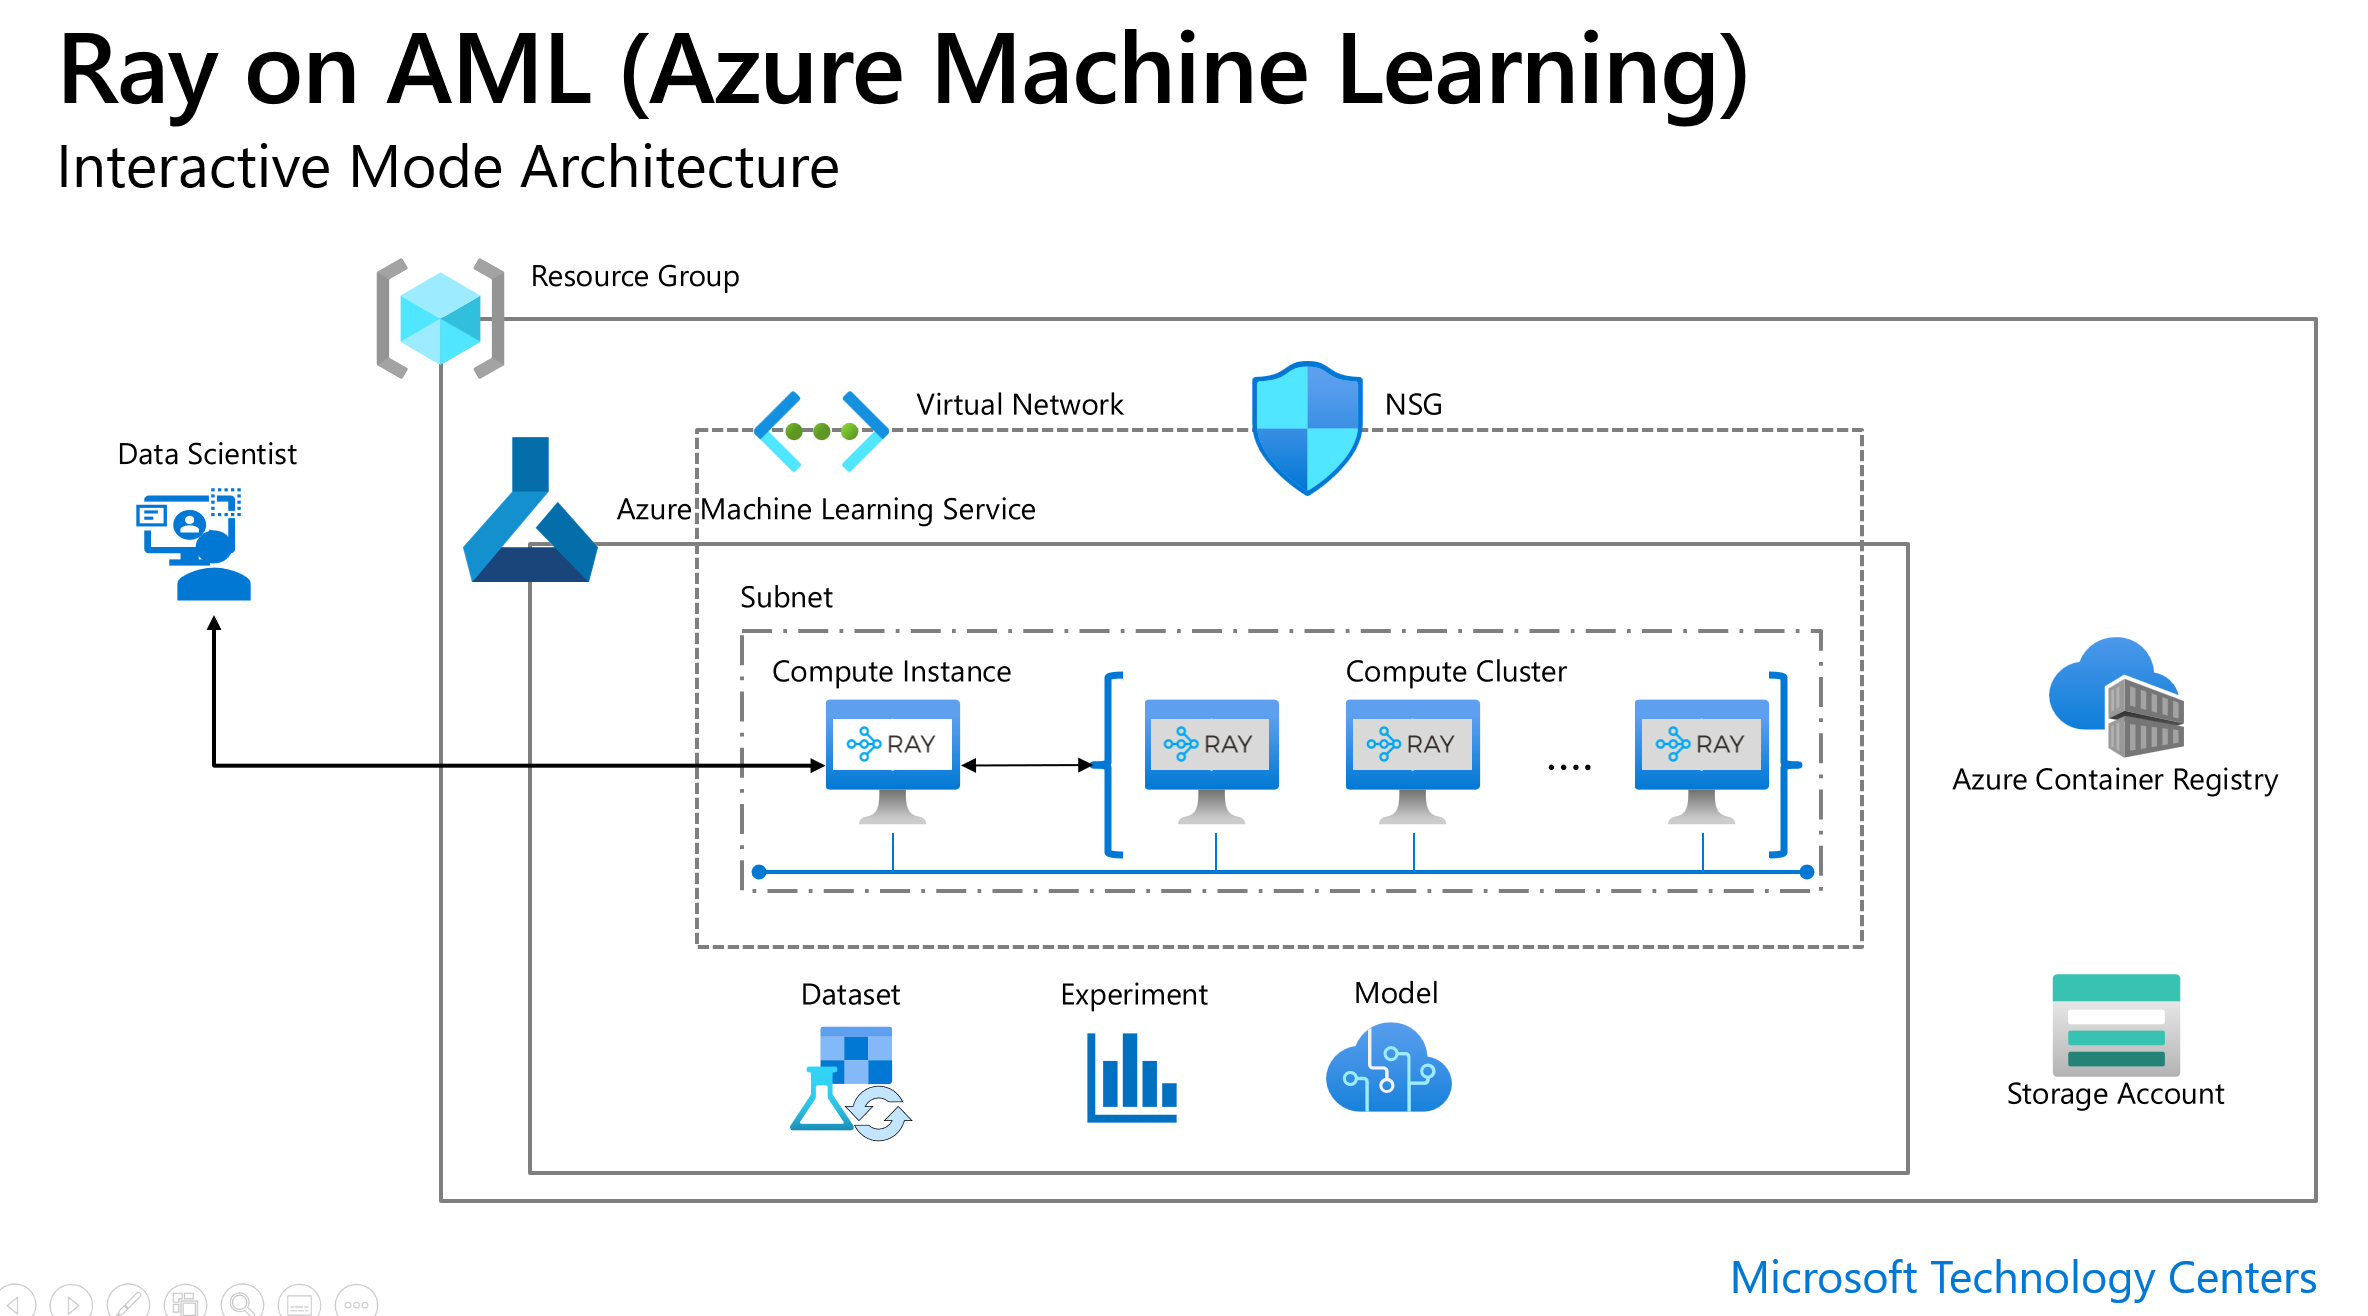 Ray on AML (Azure Machine Learning)
Interactive Mode Architecture
Resource Group
Virtual Network
NSG
Data Scientist
Azure Machine Learning Service
Subnet
Compute Instance
Compute Cluster
RAY
RAY
RAY
....
RAY
Azure Container Registry
Dataset
Experiment
Model
Storage Account
Microsoft Technology Centers